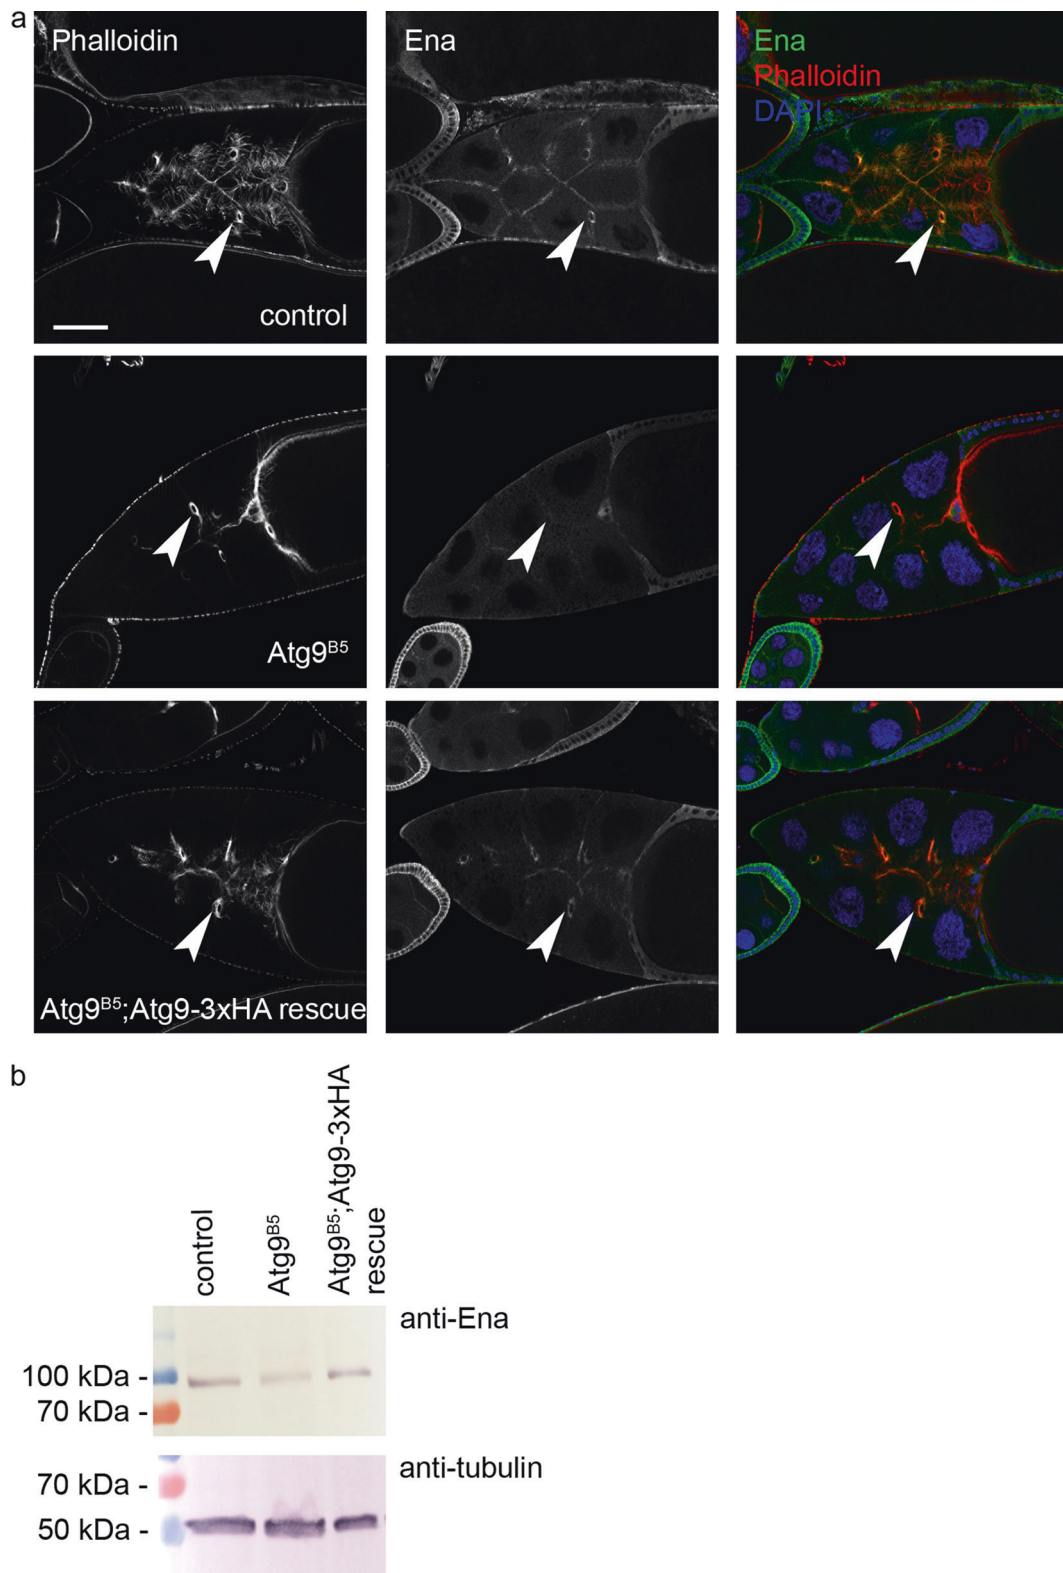 a
Phalloidin
Ena
Ena
Phalloidin
DAPI
control
Atg9ᴮ⁵
Atg9ᴮ⁵;Atg9-3xHA rescue
b
control
Atg9ᴮ⁵
Atg9ᴮ⁵;Atg9-3xHA
rescue
anti-Ena
100 kDa -
70 kDa -
anti-tubulin
70 kDa -
50 kDa -